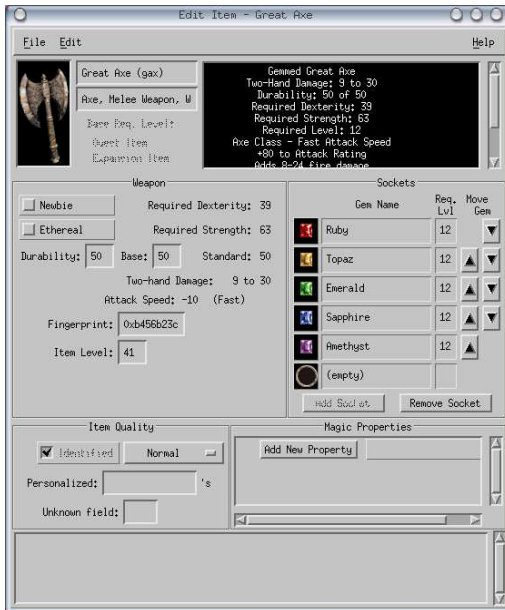 Edit Item - Great Axe
File Edit Help
Great Axe (gax)
Axe, Melee Weapon, W
Base Req. Level:
Quest Item
Expansion Item
Gemmed Great Axe
Two-Hand Damage: 9 to 30
Durability: 50 of 50
Required Dexterity: 39
Required Strength: 63
Required Level: 12
Axe Class - Fast Attack Speed
+80 to Attack Rating
Adds 8-24 fire damage
Weapon
Newbie Required Dexterity: 39
Ethereal Required Strength: 63
Durability: 50 Base: 50 Standard: 50
Two-hand Damage: 9 to 30
Attack Speed: -10 (Fast)
Fingerprint: 0xb456b23c
Item Level: 41
Sockets
Gem Name Req. Lvl Move Gem
Ruby 12
Topaz 12
Emerald 12
Sapphire 12
Amethyst 12
(empty)
Add Socket Remove Socket
Item Quality
Identified Normal
Personalized: 's
Unknown field:
Magic Properties
Add New Property